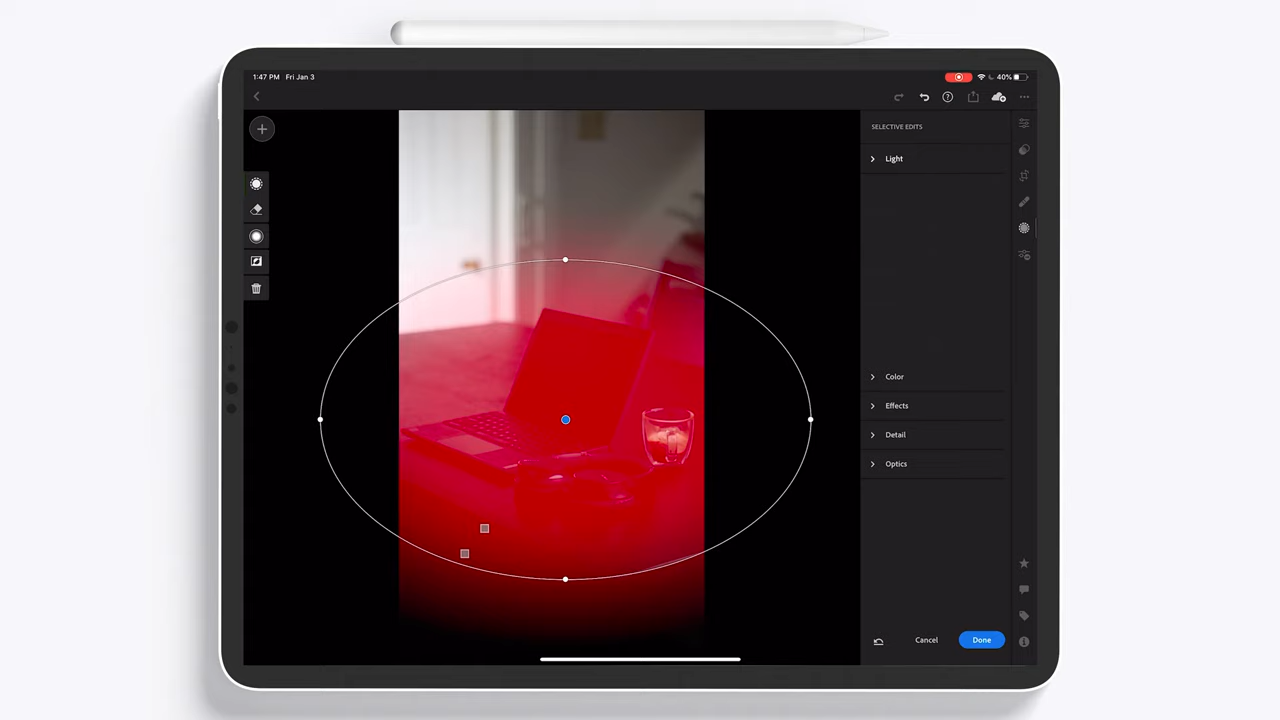 1:47 PM Fri Jan 3
40%
SELECTIVE EDITS
Light
Color
Effects
Detail
Optics
Cancel
Done